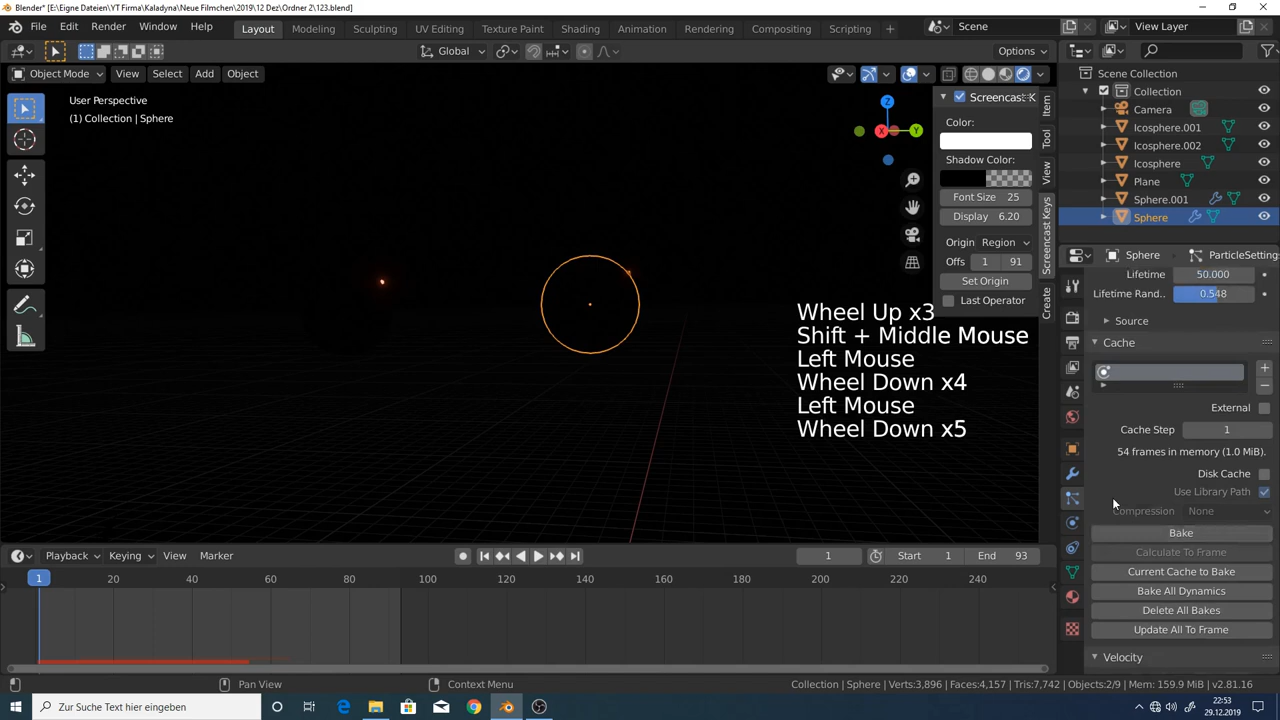 Blender* [E:\Eigne Dateien\YT Firma\Kaladyna\Neue Filmchen\2019\12 Dez\Ordner 2\123.blend]
File Edit Render Window Help Layout Modeling Sculpting UV Editing Texture Paint Shading Animation Rendering Compositing Scripting + Scene View Layer
Global Options
Object Mode View Select Add Object
User Perspective
(1) Collection | Sphere
Z
X
Y
Screencast K
Color:
Shadow Color:
Font Size 25
Display 6.20
Origin Region
Offs 1 91
Set Origin
Last Operator
Item
Tool
View
Screencast Keys
Create
Wheel Up x3
Shift + Middle Mouse
Left Mouse
Wheel Down x4
Left Mouse
Wheel Down x5
Scene Collection
Collection
Camera
Icosphere.001
Icosphere.002
Icosphere
Plane
Sphere.001
Sphere
Sphere ParticleSetting
Lifetime 50.000
Lifetime Rand.. 0.548
Source
Cache
External
Cache Step 1
54 frames in memory (1.0 MiB).
Disk Cache
Use Library Path
Compression None
Bake
Calculate To Frame
Current Cache to Bake
Bake All Dynamics
Delete All Bakes
Update All To Frame
Velocity
Playback Keying View Marker 1 Start 1 End 93
1 20 40 60 80 100 120 140 160 180 200 220 240
Pan View Context Menu Collection | Sphere | Verts:3,896 | Faces:4,157 | Tris:7,742 | Objects:2/9 | Mem: 159.9 MiB | v2.81.16
Zur Suche Text hier eingeben
22:53
29.12.2019